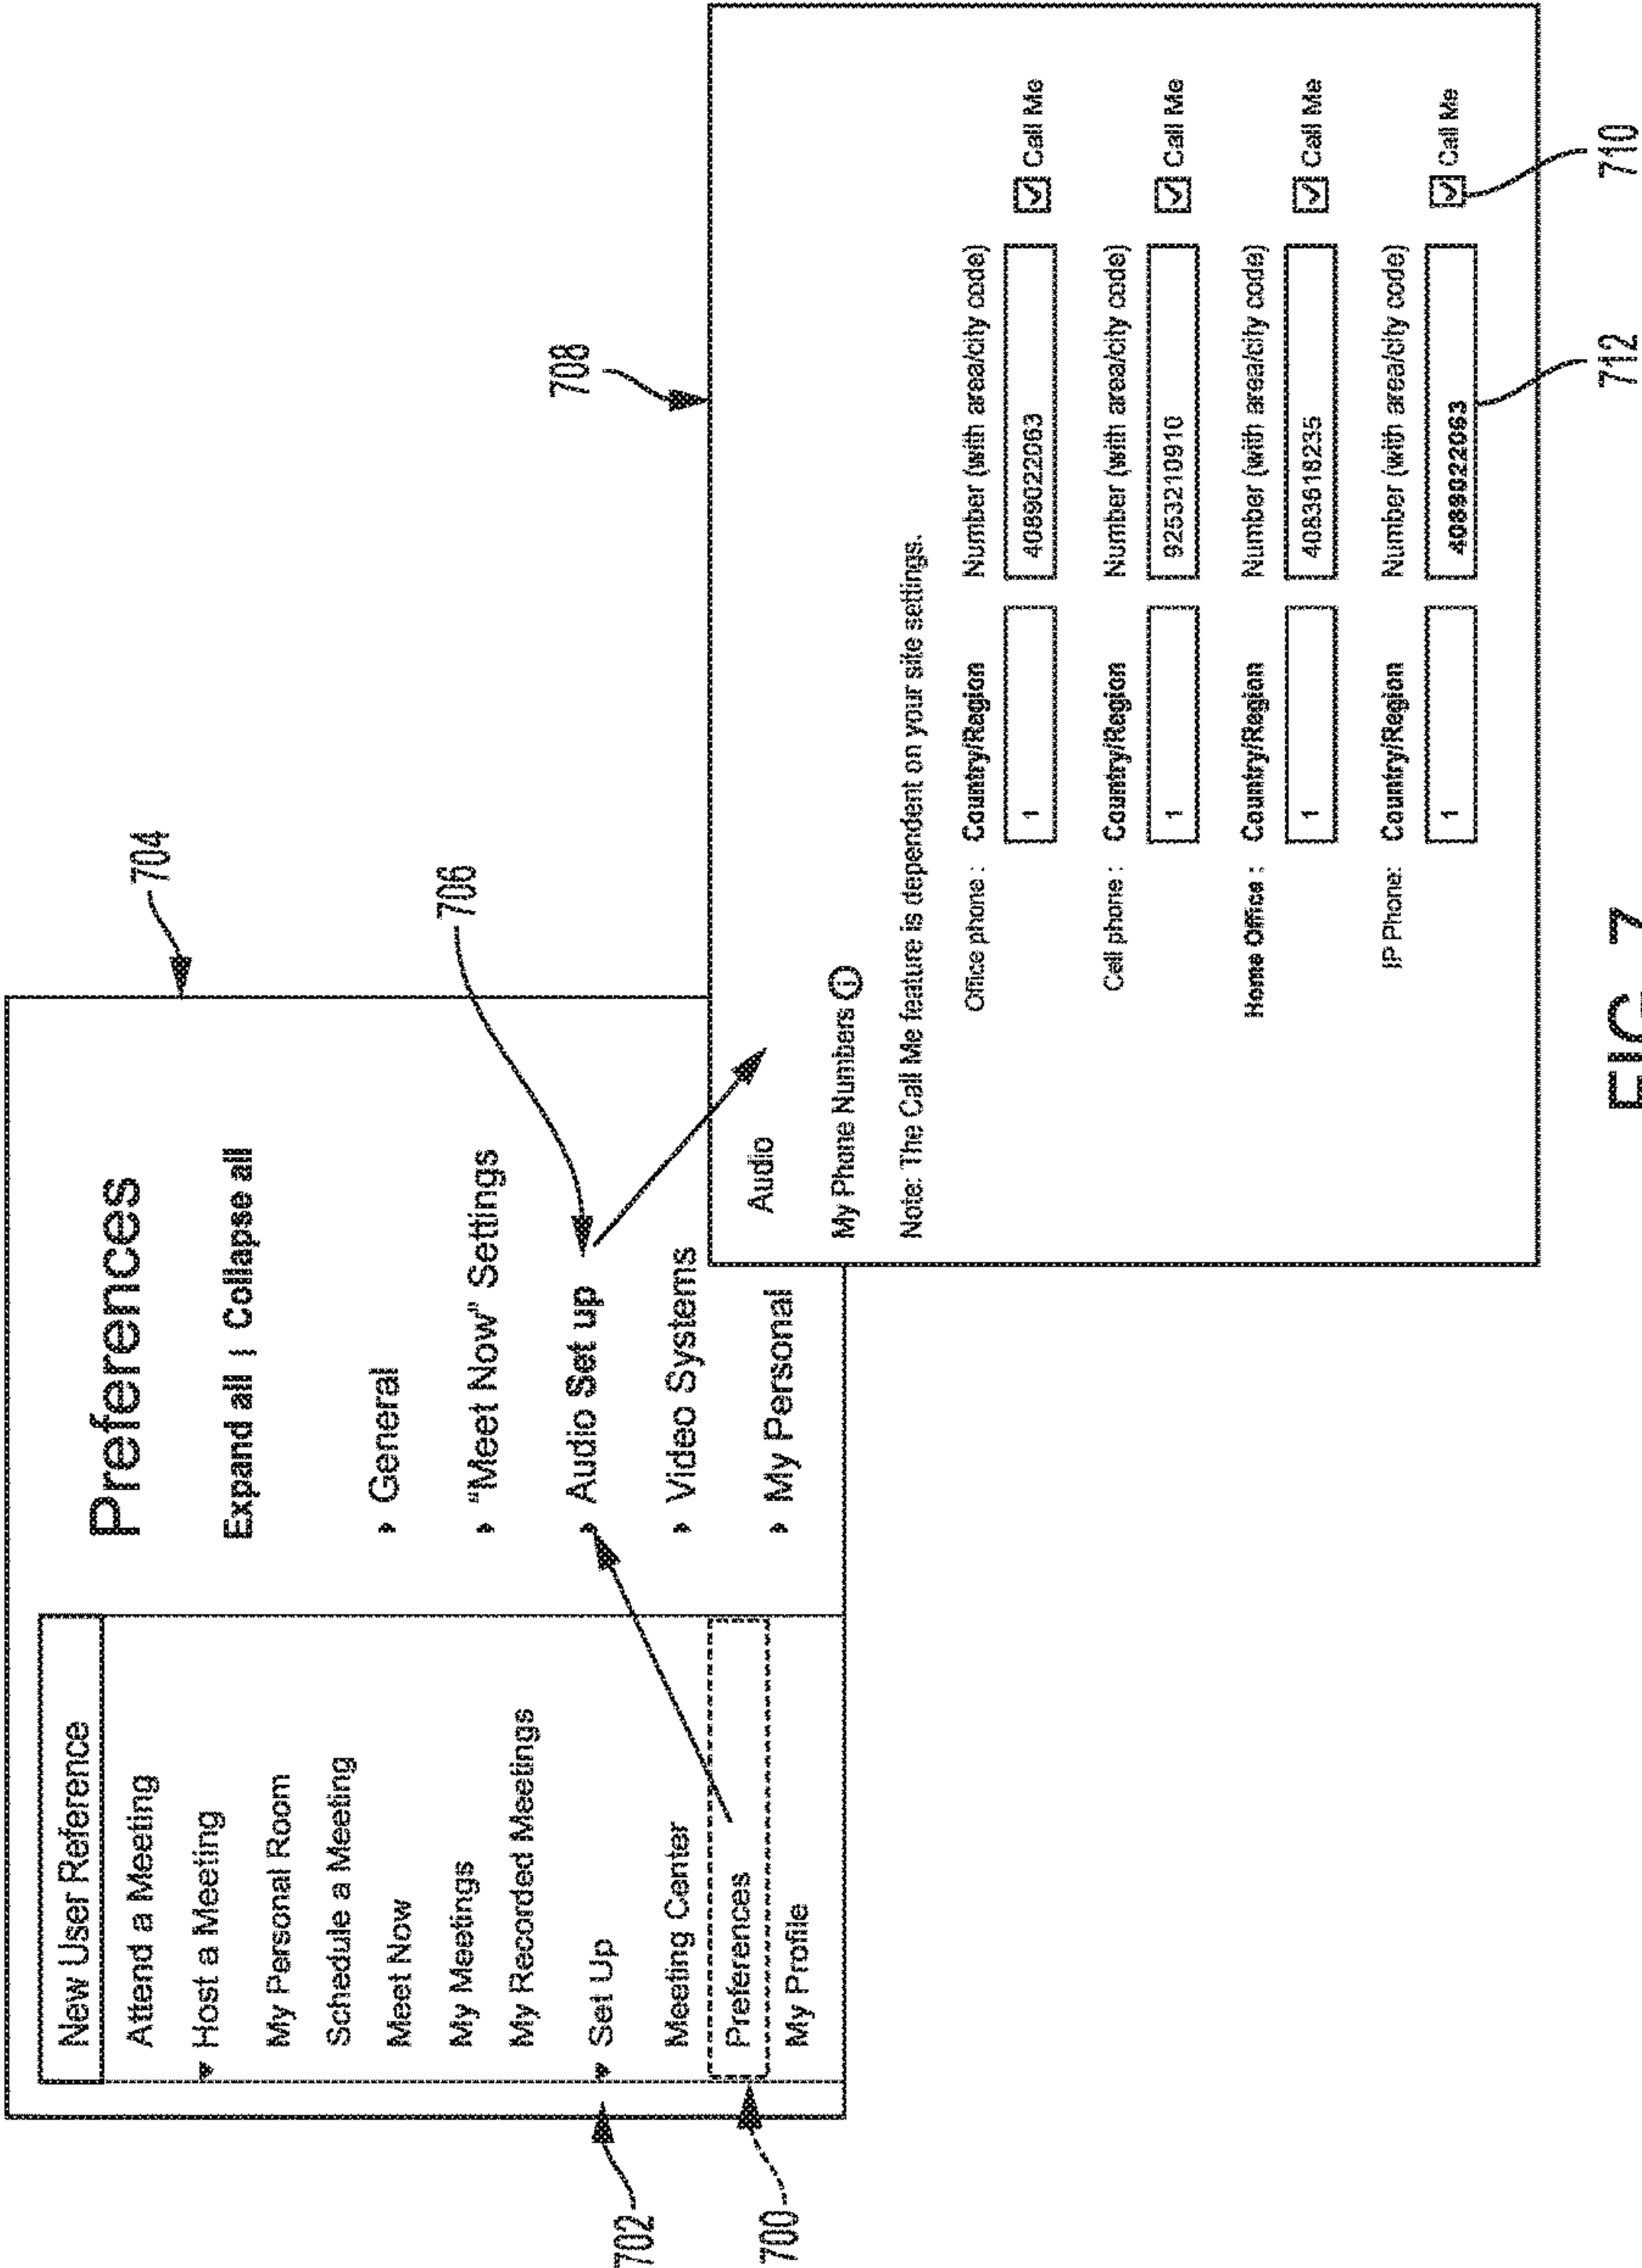 704
New User Reference
Attend a Meeting
Host a Meeting
My Personal Room
Schedule a Meeting
Meet Now
My Meetings
My Recorded Meetings
702
Set Up
Meeting Center
700
Preferences
My Profile
Preferences
Expand all | Collapse all
General
"Meet Now" Settings
706
Audio Set up
Video Systems
My Personal
708
Audio
My Phone Numbers
Note: The Call Me feature is dependent on your site settings.
Office phone : Country/Region Number (with area/city code)
1 4089022063 Call Me
Cell phone : Country/Region Number (with area/city code)
1 9253210910 Call Me
Home Office : Country/Region Number (with area/city code)
1 4083616235 Call Me
IP Phone: Country/Region Number (with area/city code)
1 4089022063 Call Me
712
710
FIG. 7